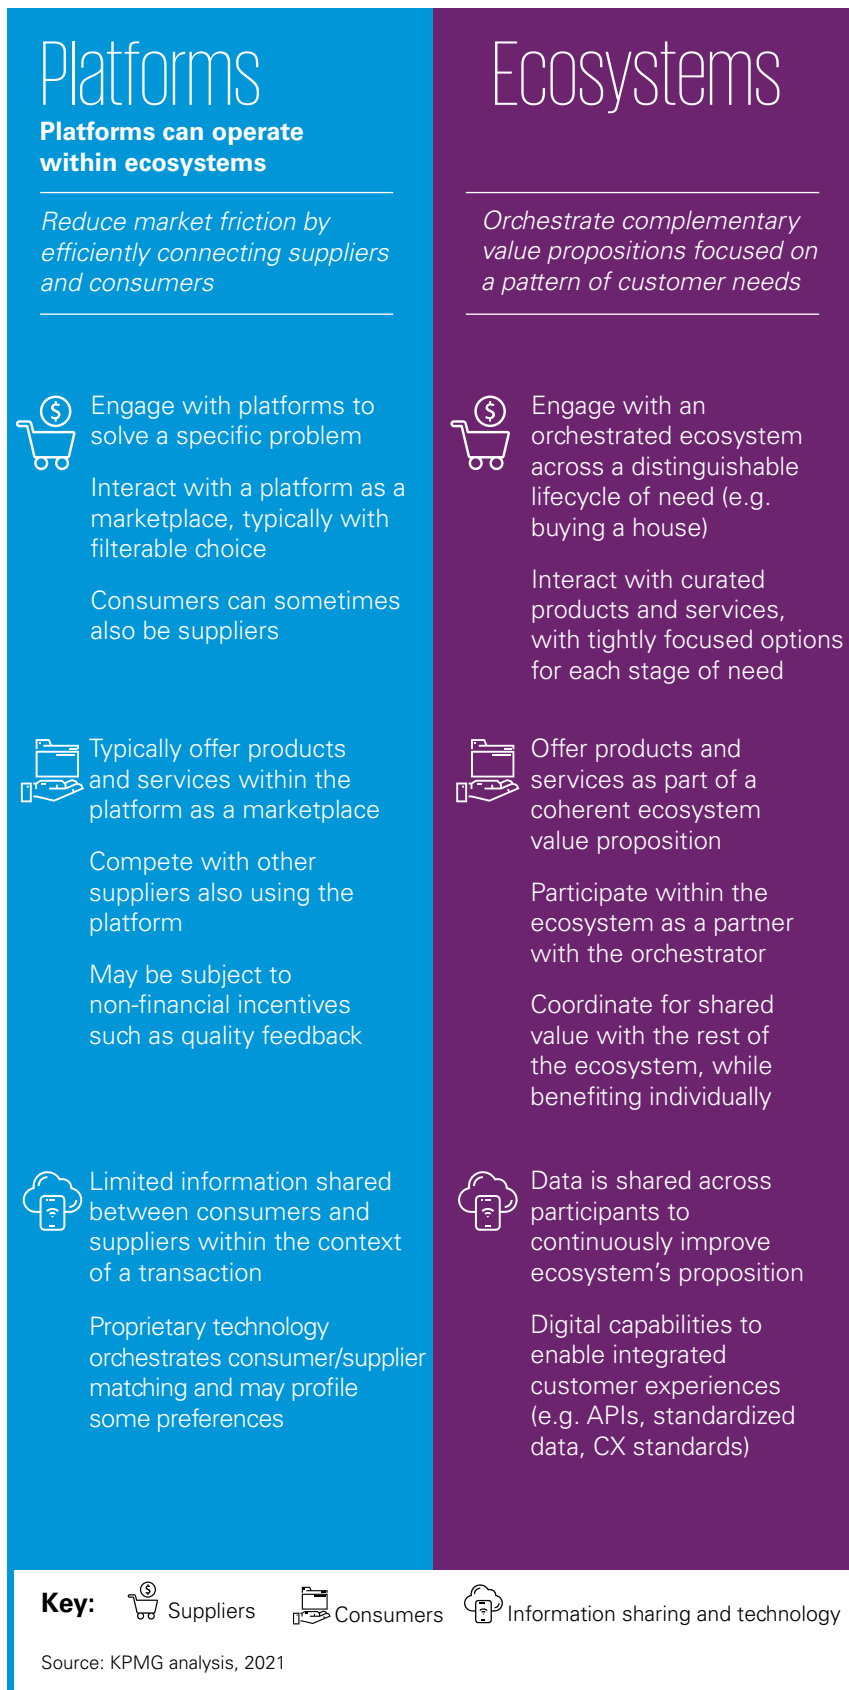 Platforms
Platforms can operate
within ecosystems
Reduce market friction by
efficiently connecting suppliers
and consumers
$
Engage with platforms to
solve a specific problem
Interact with a platform as a
marketplace, typically with
filterable choice
Consumers can sometimes
also be suppliers
Typically offer products
and services within the
platform as a marketplace
Compete with other
suppliers also using the
platform
May be subject to
non-financial incentives
such as quality feedback
Limited information shared
between consumers and
suppliers within the context
of a transaction
Proprietary technology
orchestrates consumer/supplier
matching and may profile
some preferences
Ecosystems
Orchestrate complementary
value propositions focused on
a pattern of customer needs
$
Engage with an
orchestrated ecosystem
across a distinguishable
lifecycle of need (e.g.
buying a house)
Interact with curated
products and services,
with tightly focused options
for each stage of need
Offer products and
services as part of a
coherent ecosystem
value proposition
Participate within the
ecosystem as a partner
with the orchestrator
Coordinate for shared
value with the rest of
the ecosystem, while
benefiting individually
Data is shared across
participants to
continuously improve
ecosystem’s proposition
Digital capabilities to
enable integrated
customer experiences
(e.g. APIs, standardized
data, CX standards)
Key: $ Suppliers Consumers Information sharing and technology
Source: KPMG analysis, 2021